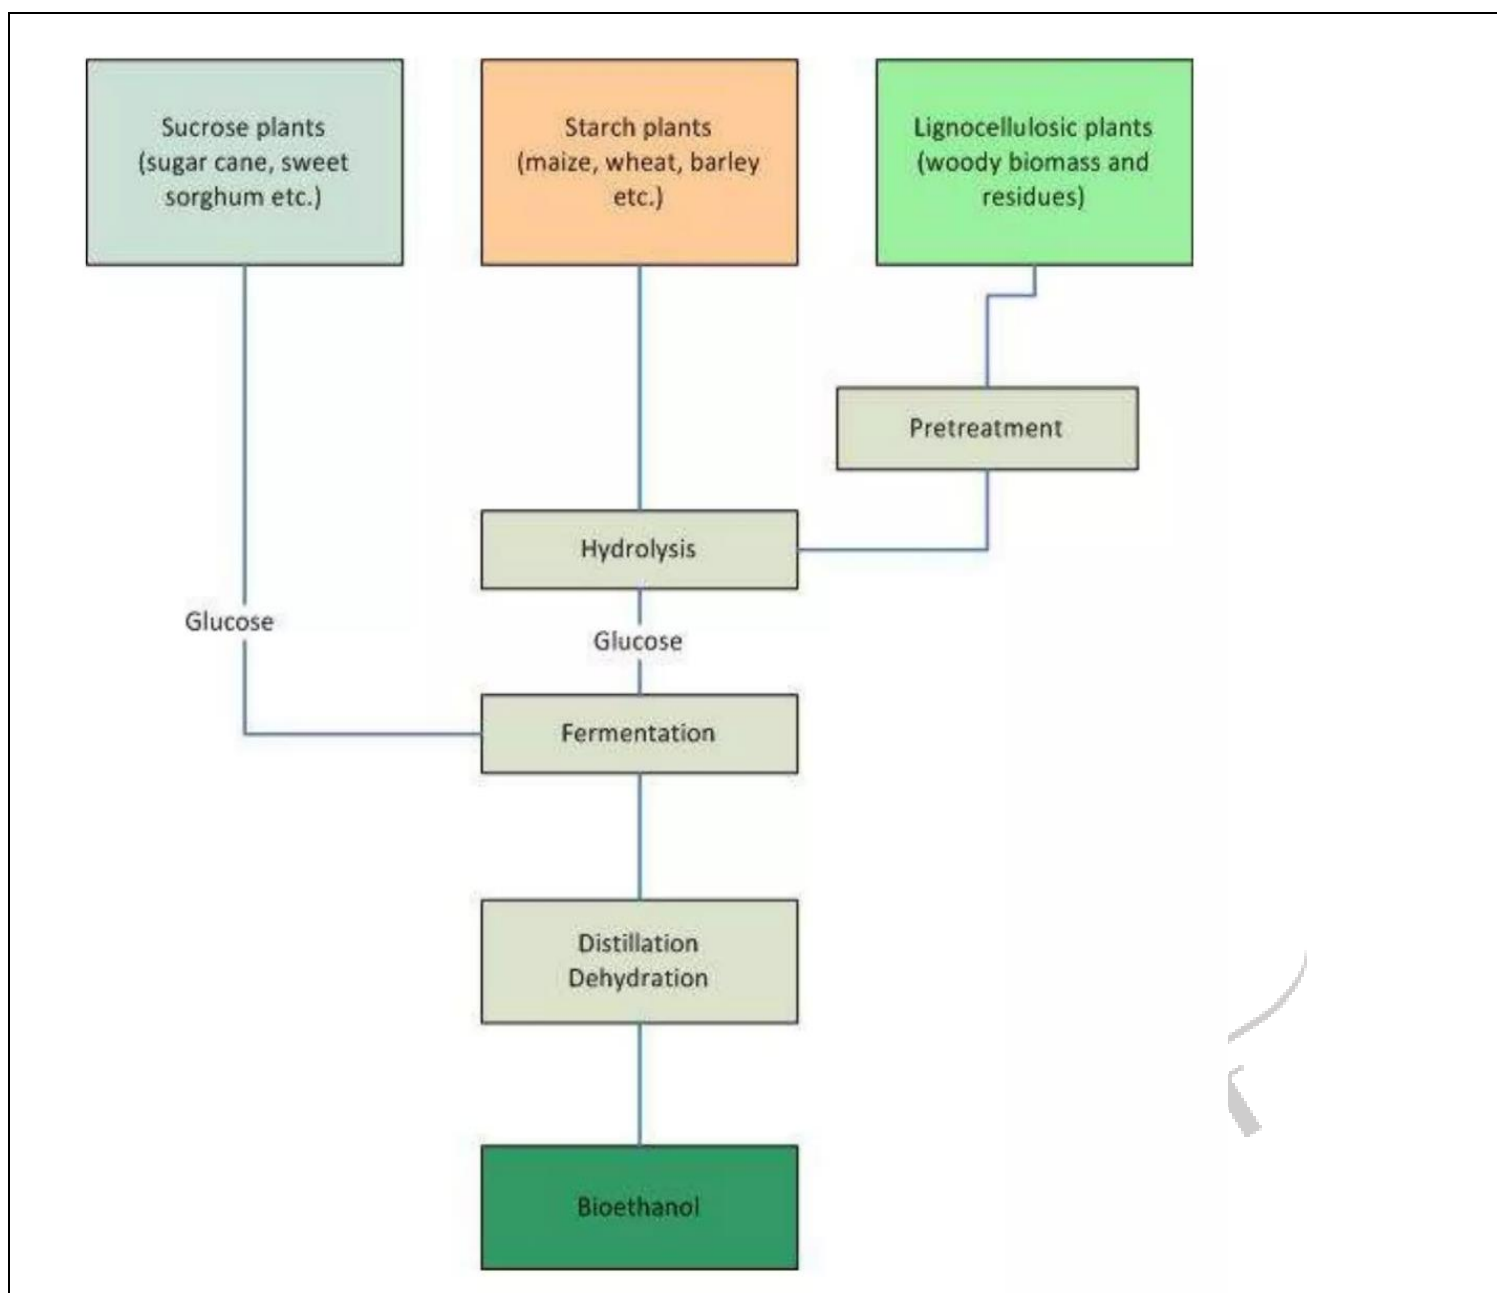 Sucrose plants
(sugar cane, sweet
sorghum etc.)
Starch plants
(maize, wheat, barley
etc.)
Lignocellulosic plants
(woody biomass and
residues)
Pretreatment
Hydrolysis
Glucose
Glucose
Fermentation
Distillation
Dehydration
Bioethanol